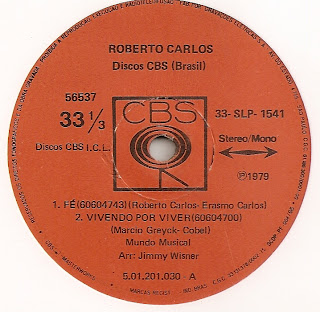 ROBERTO CARLOS
Discos CBS (Brasil)
56537
CBS
33-SLP-1541
33 1/3
Stereo/Mono
Discos CBS I.C.L.
℗1979
1. FÉ(60604743)(Roberto Carlos-Erasmo Carlos)
2. VIVENDO POR VIVER(60604700)
(Marcio Greyck-Cobel)
Mundo Musical
Arr: Jimmy Wisner
5.01.201.030 - A